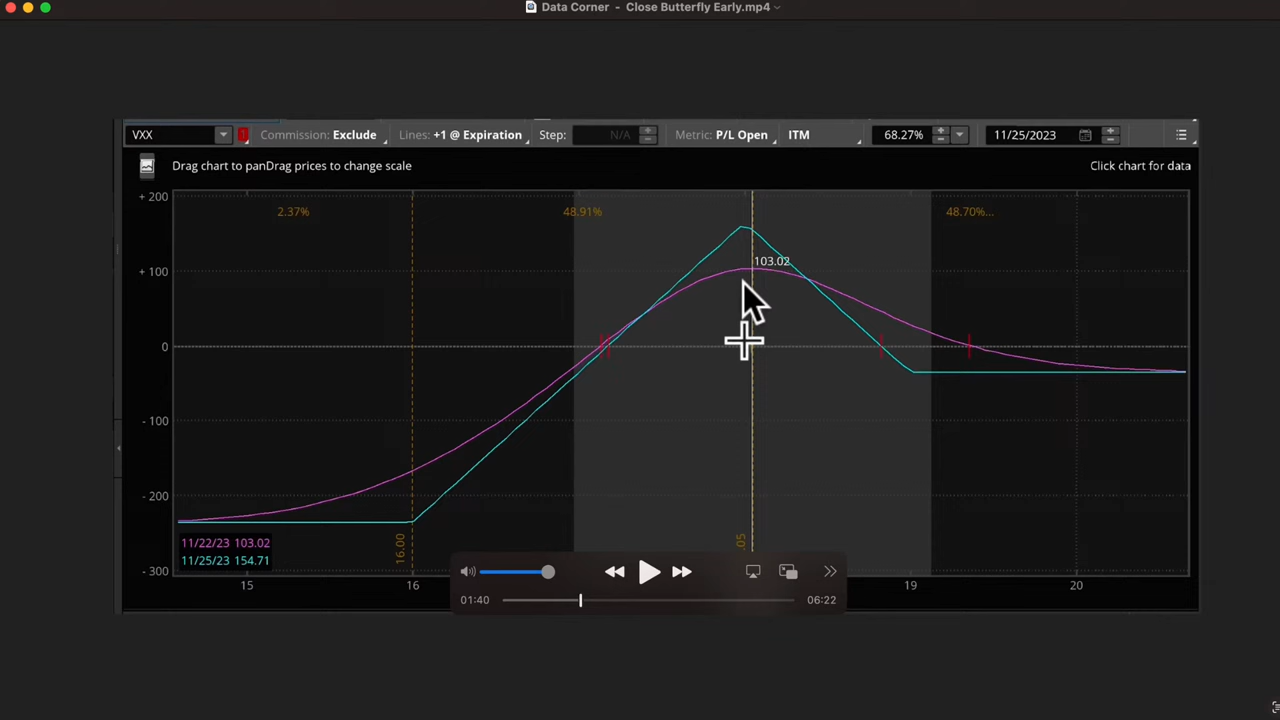 Data Corner - Close Butterfly Early.mp4
VXX Commission: Exclude Lines: +1 @ Expiration Step: N/A Metric: P/L Open ITM 68.27% 11/25/2023
Drag chart to panDrag prices to change scale Click chart for data
+ 200
2.37% 48.91% 48.70%...
103.02
+ 100
0
- 100
- 200
11/22/23 103.02
11/25/23 154.71
16.00
.05
- 300
15 16 19 20
01:40 06:22